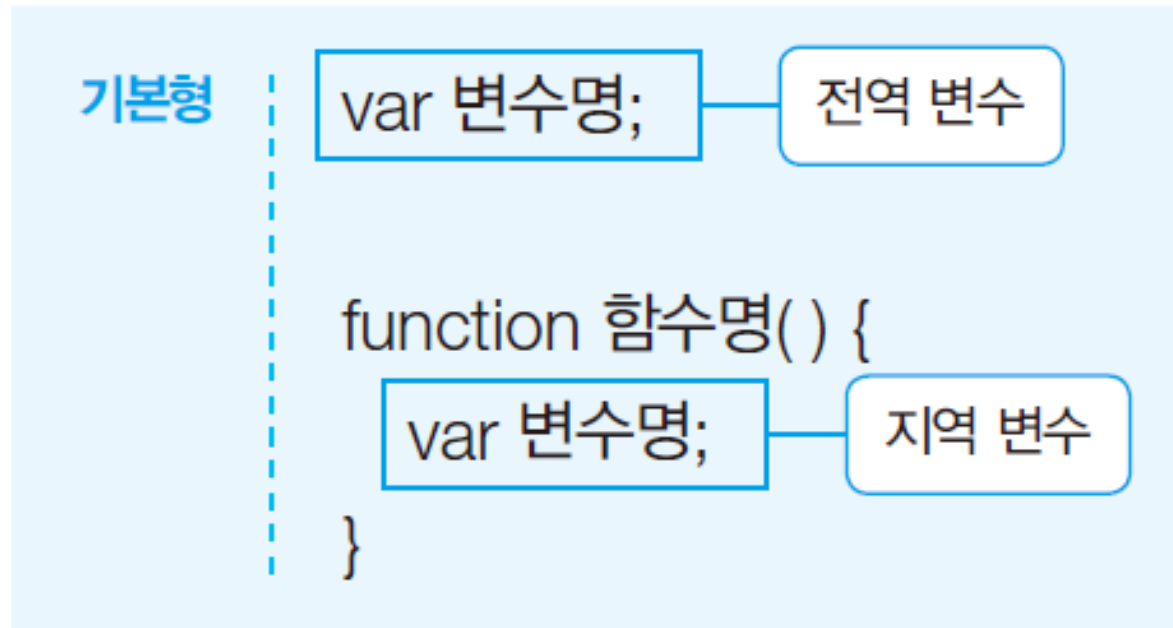 기본형
var 변수명;
전역 변수
function 함수명( ) {
var 변수명;
지역 변수
}